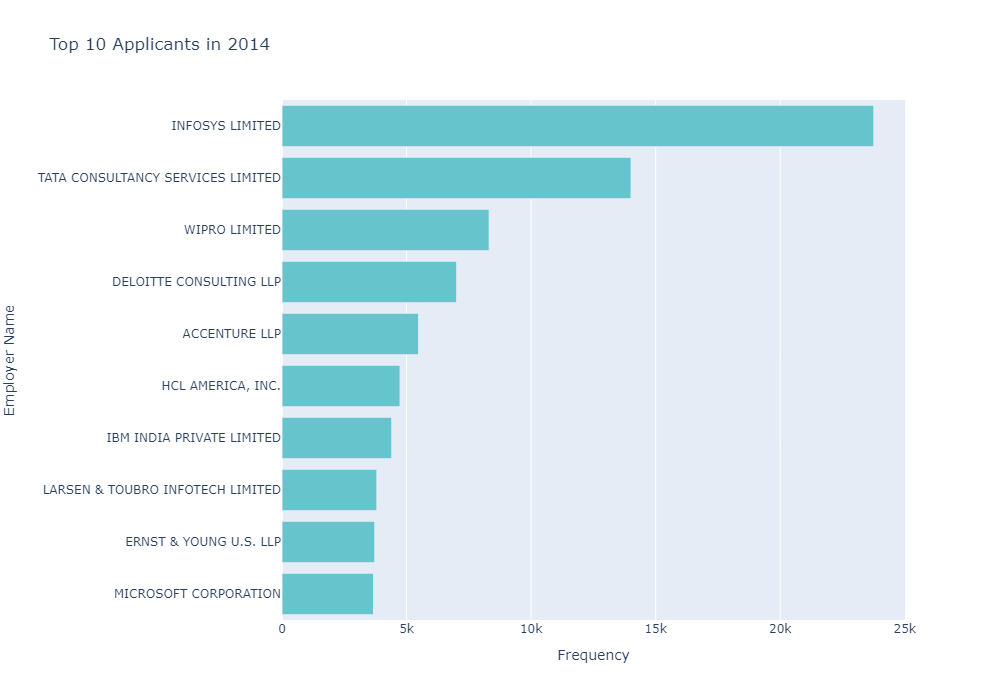 Top 10 Applicants in 2014
INFOSYS LIMITED
TATA CONSULTANCY SERVICES LIMITED
WIPRO LIMITED
DELOITTE CONSULTING LLP
ACCENTURE LLP
HCL AMERICA, INC.
IBM INDIA PRIVATE LIMITED
LARSEN & TOUBRO INFOTECH LIMITED
ERNST & YOUNG U.S. LLP
MICROSOFT CORPORATION
Employer Name
0 5k 10k 15k 20k 25k
Frequency